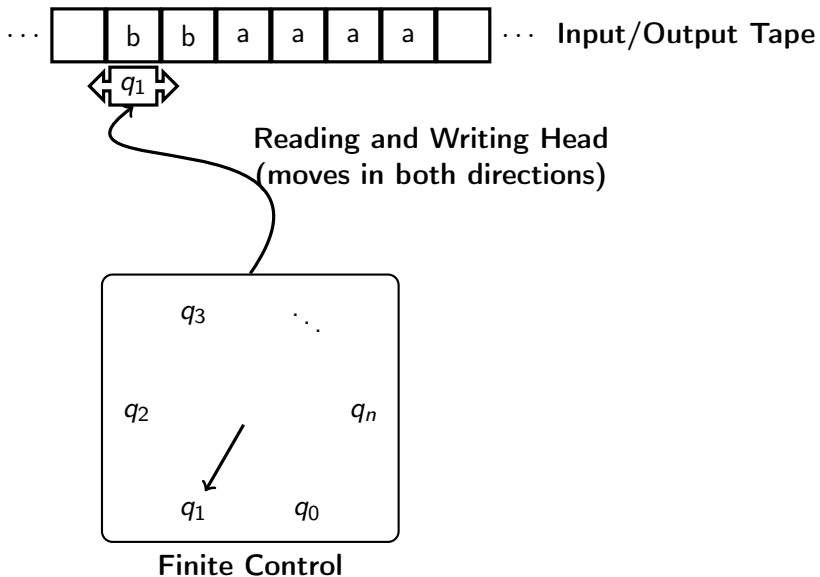 ··· b b a a a a ··· Input/Output Tape
q₁
Reading and Writing Head
(moves in both directions)
q₃ ⋱
q₂ qₙ
q₁ q₀
Finite Control